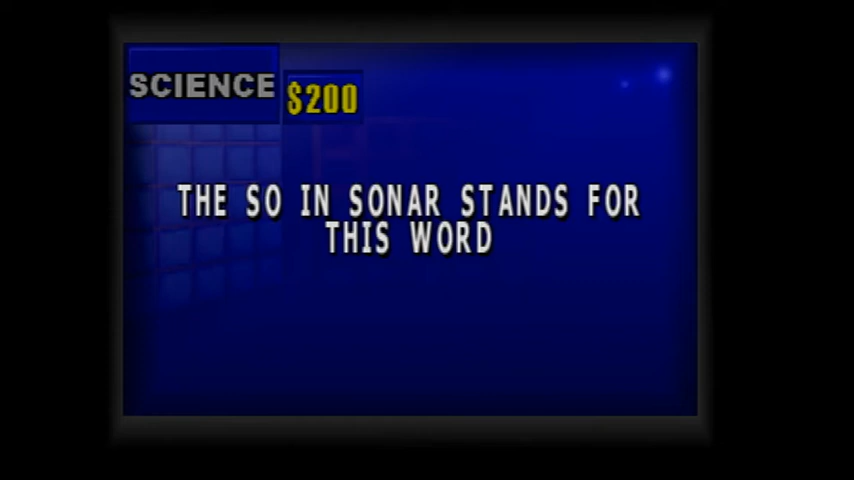 SCIENCE
$200
THE SO IN SONAR STANDS FOR
THIS WORD